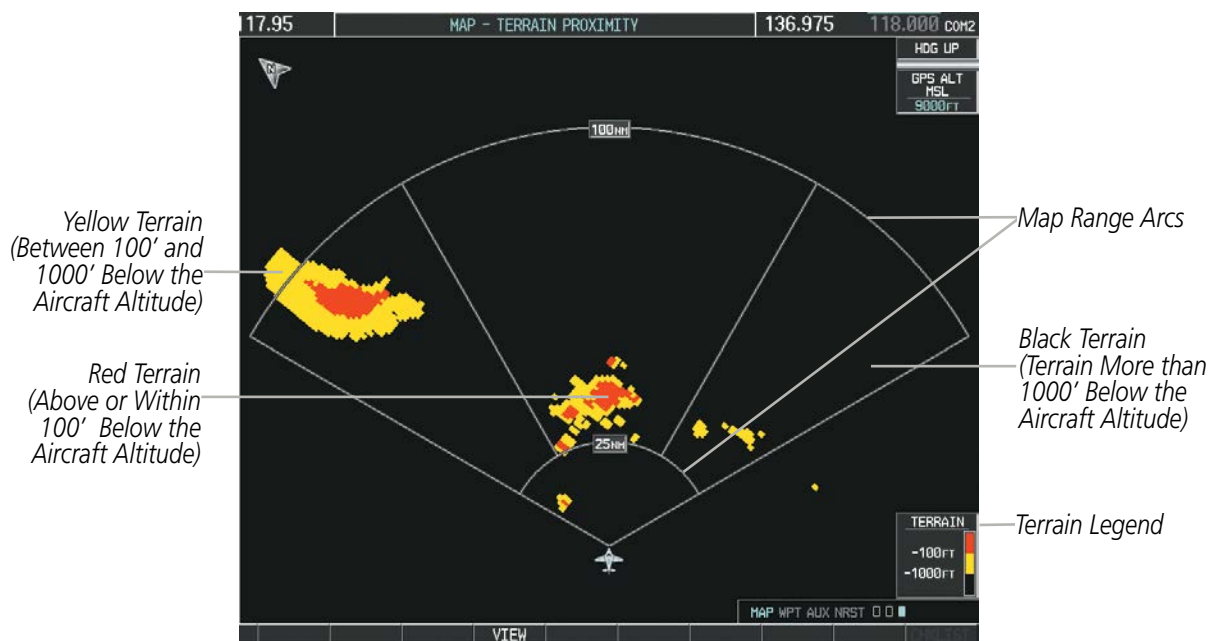 117.95
MAP - TERRAIN PROXIMITY
136.975
118.000 COM2
HDG UP
GPS ALT
MSL
9000FT
N
100NM
Yellow Terrain
(Between 100' and
1000' Below the
Aircraft Altitude)
Map Range Arcs
Black Terrain
(Terrain More than
1000' Below the
Aircraft Altitude)
Red Terrain
(Above or Within
100' Below the
Aircraft Altitude)
25NM
TERRAIN
-100FT
-1000FT
Terrain Legend
MAP WPT AUX NRST
VIEW